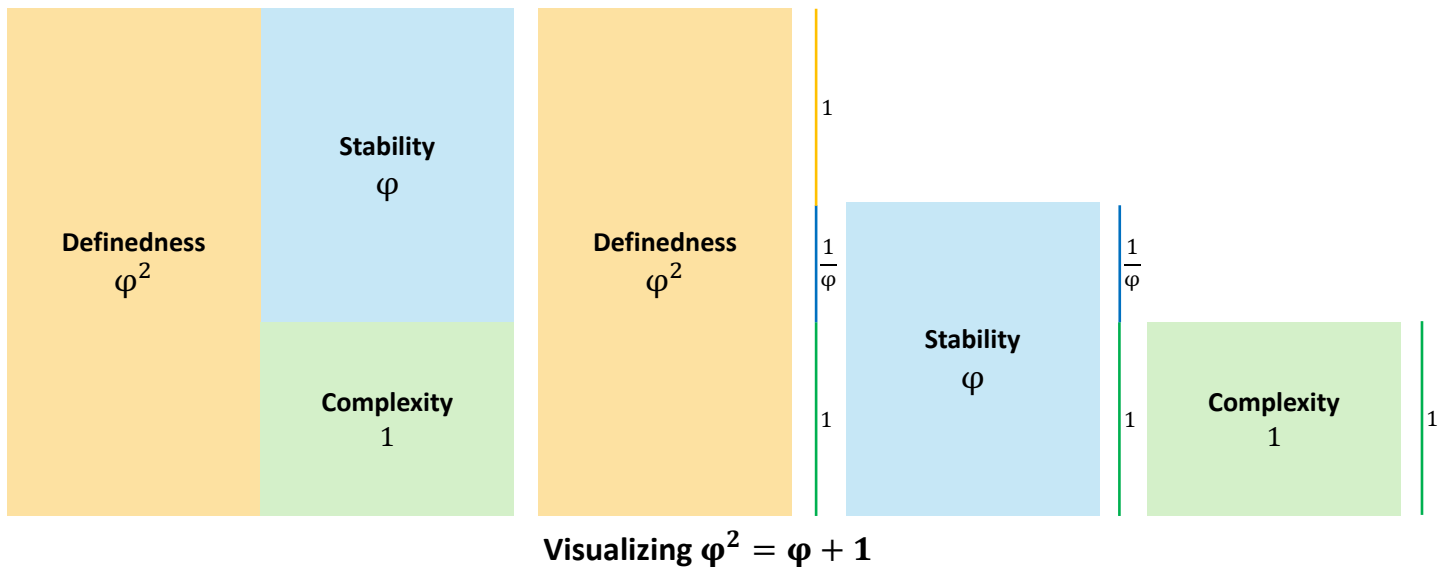 Definedness
φ²
Stability
φ
Complexity
1
Definedness
φ²
1
1/φ
1
Stability
φ
1/φ
1
Complexity
1
1
Visualizing φ² = φ + 1